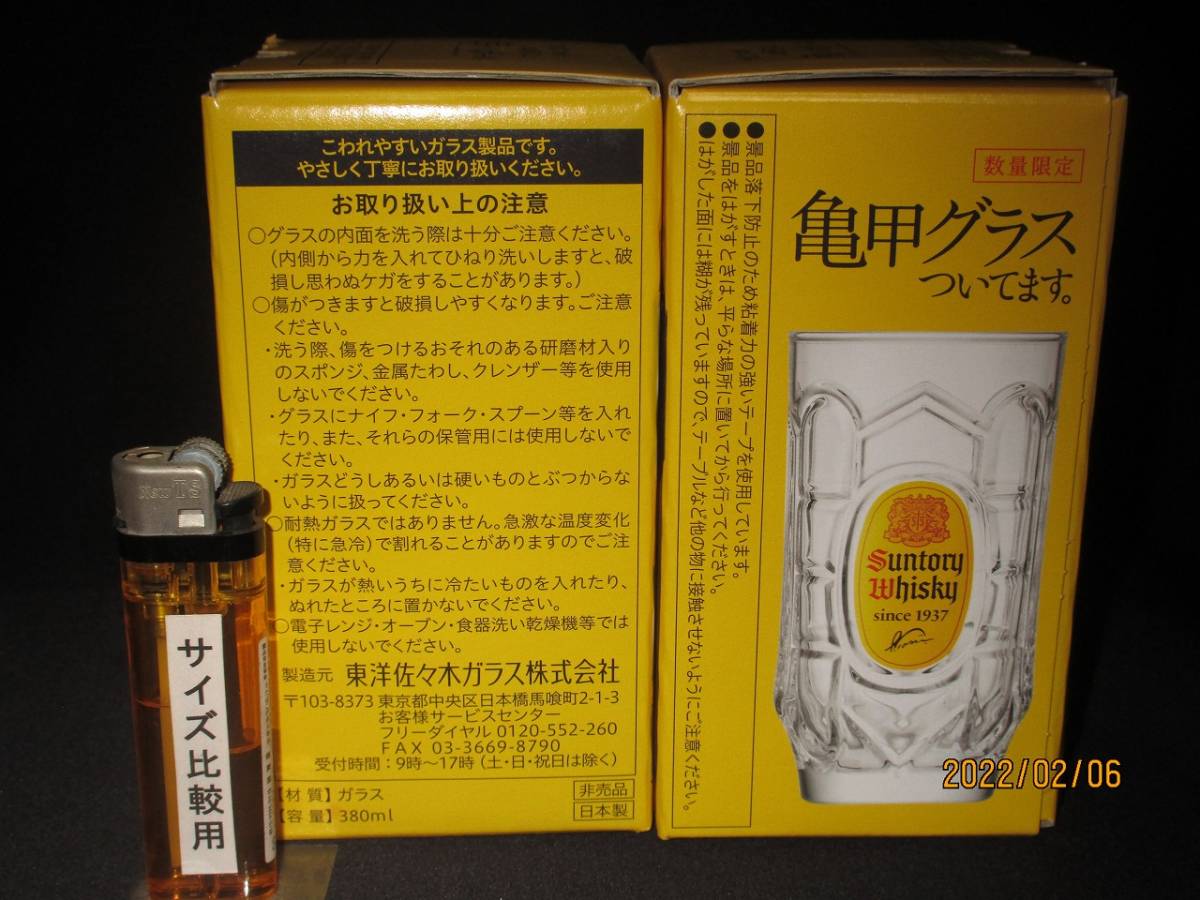 こわれやすいガラス製品です。
やさしく丁寧にお取り扱いください。
お取り扱い上の注意
○グラスの内面を洗う際は十分ご注意ください。
(内側から力を入れてひねり洗いしますと、破
損し思わぬケガをすることがあります。)
○傷がつきますと破損しやすくなります。ご注意
ください。
・洗う際、傷をつけるおそれのある研磨材入り
のスポンジ、金属たわし、クレンザー等を使用
しないでください。
・グラスにナイフ・フォーク・スプーン等を入れ
たり、また、それらの保管用には使用しないで
ください。
・ガラスどうしあるいは硬いものとぶつからな
いように扱ってください。
○耐熱ガラスではありません。急激な温度変化
(特に急冷)で割れることがありますのでご注
意ください。
・ガラスが熱いうちに冷たいものを入れたり、
ぬれたところに置かないでください。
○電子レンジ・オーブン・食器洗い乾燥機等では
使用しないでください。
製造元 東洋佐々木ガラス株式会社
〒103-8373 東京都中央区日本橋馬喰町2-1-3
お客様サービスセンター
フリーダイヤル 0120-552-260
FAX 03-3669-8790
受付時間：9時～17時(土・日・祝日は除く)
【材 質】ガラス
【容 量】380ml
非売品
日本製
●景品落下防止のため粘着力の強いテープを使用しています。
●景品をはがすときは、平らな場所に置いてから行ってください。
●はがした面には糊が残っていますので、テーブルなど他の物に接触させないようにご注意ください。
数量限定
亀甲グラス
ついてます。
Suntory
Whisky
since 1937
New TS
サイズ比較用
2022/02/06